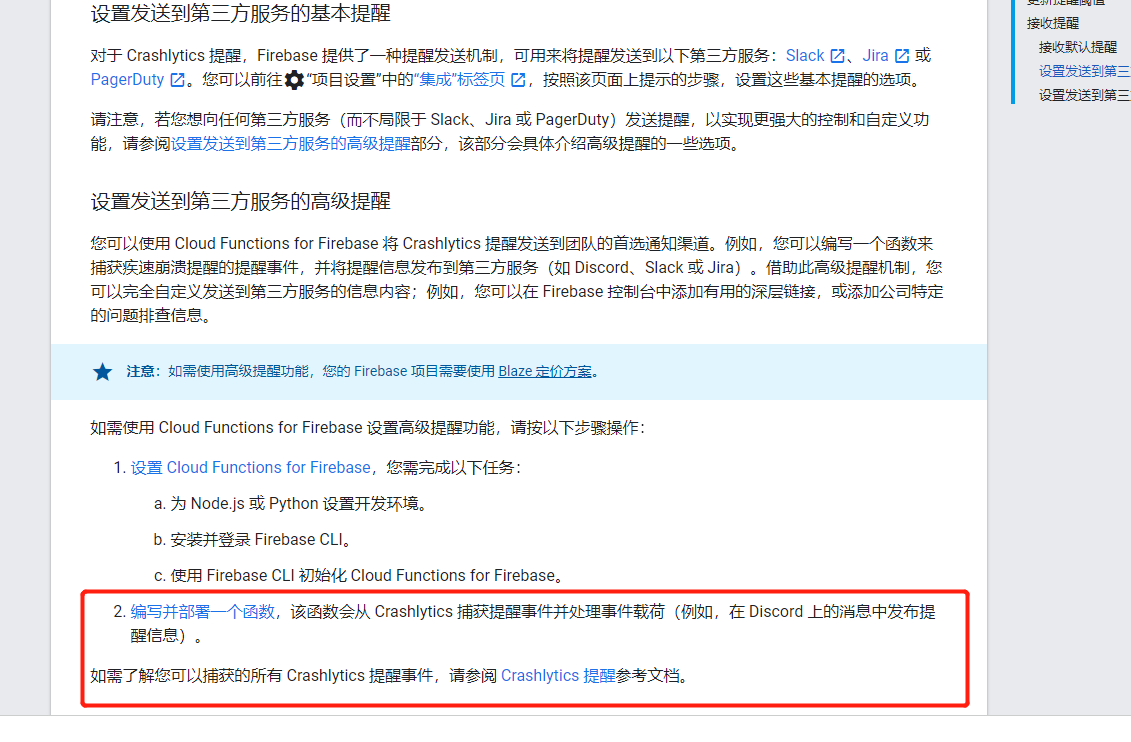 设置发送到第三方服务的基本提醒
对于 Crashlytics 提醒，Firebase 提供了一种提醒发送机制，可用来将提醒发送到以下第三方服务：Slack、Jira 或
PagerDuty。您可以前往“项目设置”中的“集成”标签页，按照该页面上提示的步骤，设置这些基本提醒的选项。
请注意，若您想向任何第三方服务（而不局限于 Slack、Jira 或 PagerDuty）发送提醒，以实现更强大的控制和自定义功
能，请参阅设置发送到第三方服务的高级提醒部分，该部分会具体介绍高级提醒的一些选项。
设置发送到第三方服务的高级提醒
您可以使用 Cloud Functions for Firebase 将 Crashlytics 提醒发送到团队的首选通知渠道。例如，您可以编写一个函数来
捕获疾速崩溃提醒的提醒事件，并将提醒信息发布到第三方服务（如 Discord、Slack 或 Jira）。借助此高级提醒机制，您
可以完全自定义发送到第三方服务的信息内容；例如，您可以在 Firebase 控制台中添加有用的深层链接，或添加公司特定
的问题排查信息。
注意：如需使用高级提醒功能，您的 Firebase 项目需要使用 Blaze 定价方案。
如需使用 Cloud Functions for Firebase 设置高级提醒功能，请按以下步骤操作：
1. 设置 Cloud Functions for Firebase，您需完成以下任务：
a. 为 Node.js 或 Python 设置开发环境。
b. 安装并登录 Firebase CLI。
c. 使用 Firebase CLI 初始化 Cloud Functions for Firebase。
2. 编写并部署一个函数，该函数会从 Crashlytics 捕获提醒事件并处理事件载荷（例如，在 Discord 上的消息中发布提
醒信息）。
如需了解您可以捕获的所有 Crashlytics 提醒事件，请参阅 Crashlytics 提醒参考文档。
更新提醒阈值
接收提醒
接收默认提醒
设置发送到第三
设置发送到第三